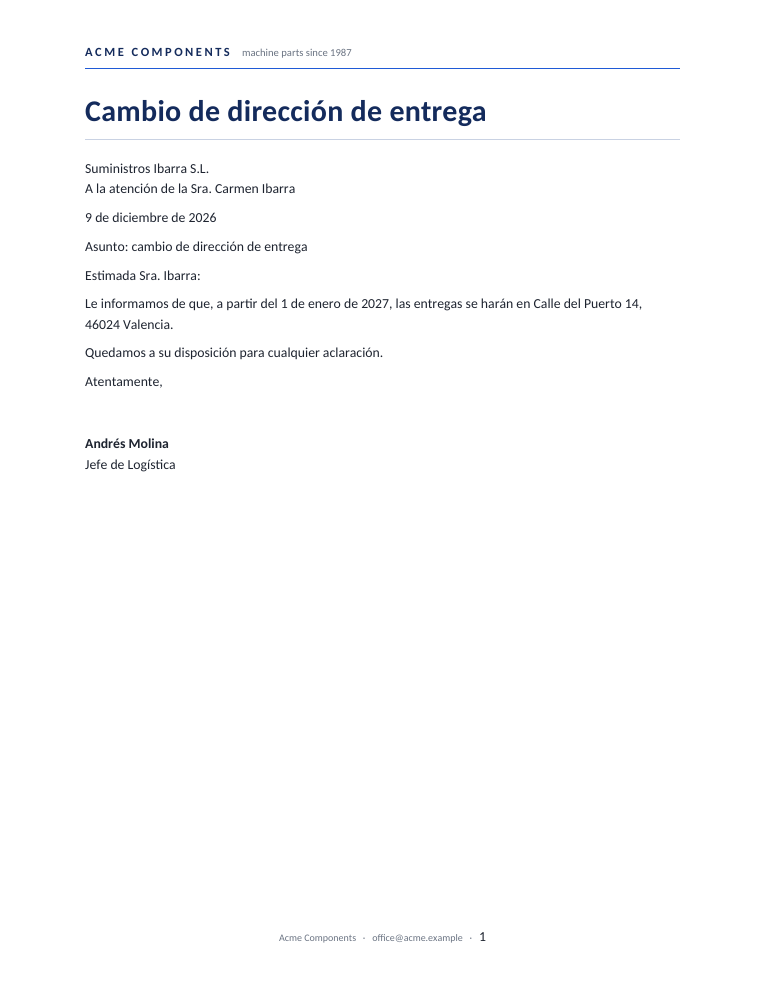 ACME COMPONENTS machine parts since 1987
Cambio de dirección de entrega
Suministros Ibarra S.L.
A la atención de la Sra. Carmen Ibarra
9 de diciembre de 2026
Asunto: cambio de dirección de entrega
Estimada Sra. Ibarra:
Le informamos de que, a partir del 1 de enero de 2027, las entregas se harán en Calle del Puerto 14,
46024 Valencia.
Quedamos a su disposición para cualquier aclaración.
Atentamente,
Andrés Molina
Jefe de Logística
Acme Components · office@acme.example · 1